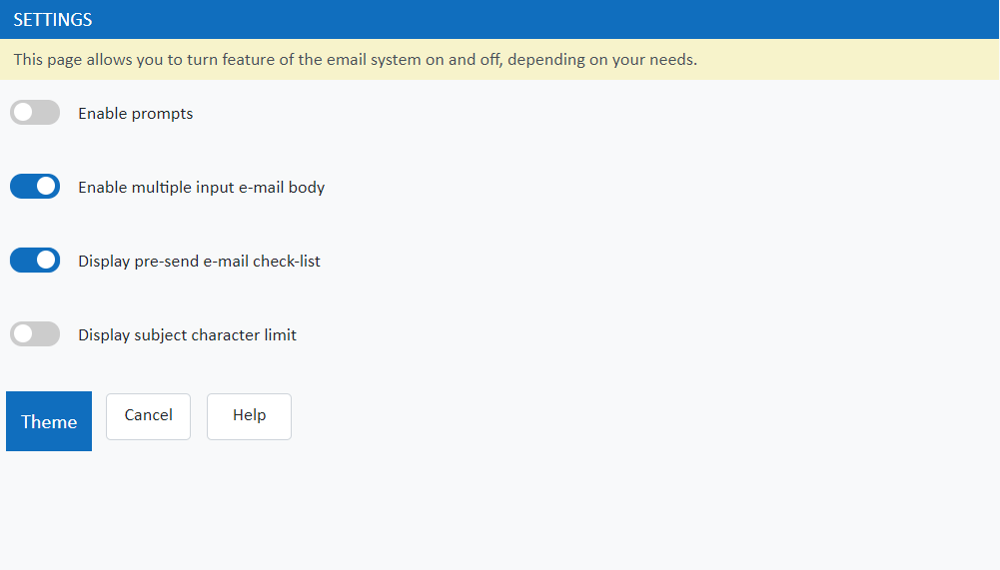 SETTINGS
This page allows you to turn feature of the email system on and off, depending on your needs.
Enable prompts
Enable multiple input e-mail body
Display pre-send e-mail check-list
Display subject character limit
Theme
Cancel
Help